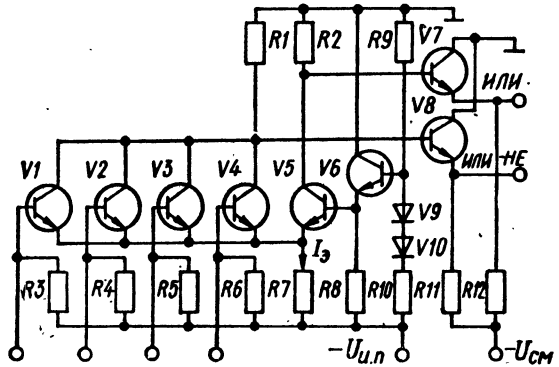 R1 R2 R9 V7
ИЛИ
V8
ИЛИ-НЕ
V1 V2 V3 V4 V5 V6
V9
Iэ V10
R3 R4 R5 R6 R7 R8 R10 R11 R12
-Uи.п -Uсм